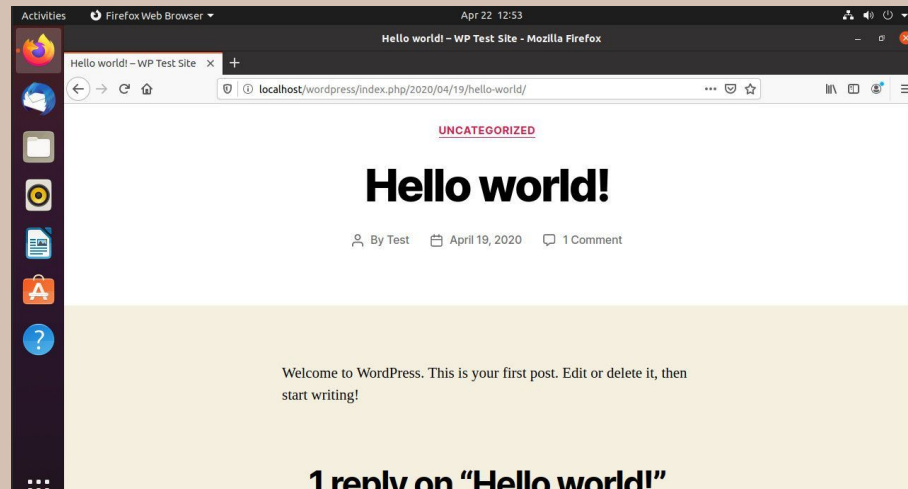 Activities Firefox Web Browser Apr 22 12:53
Hello world! – WP Test Site - Mozilla Firefox
Hello world! – WP Test Site
localhost/wordpress/index.php/2020/04/19/hello-world/
UNCATEGORIZED
Hello world!
By Test April 19, 2020 1 Comment
Welcome to WordPress. This is your first post. Edit or delete it, then
start writing!
1 reply on “Hello world!”